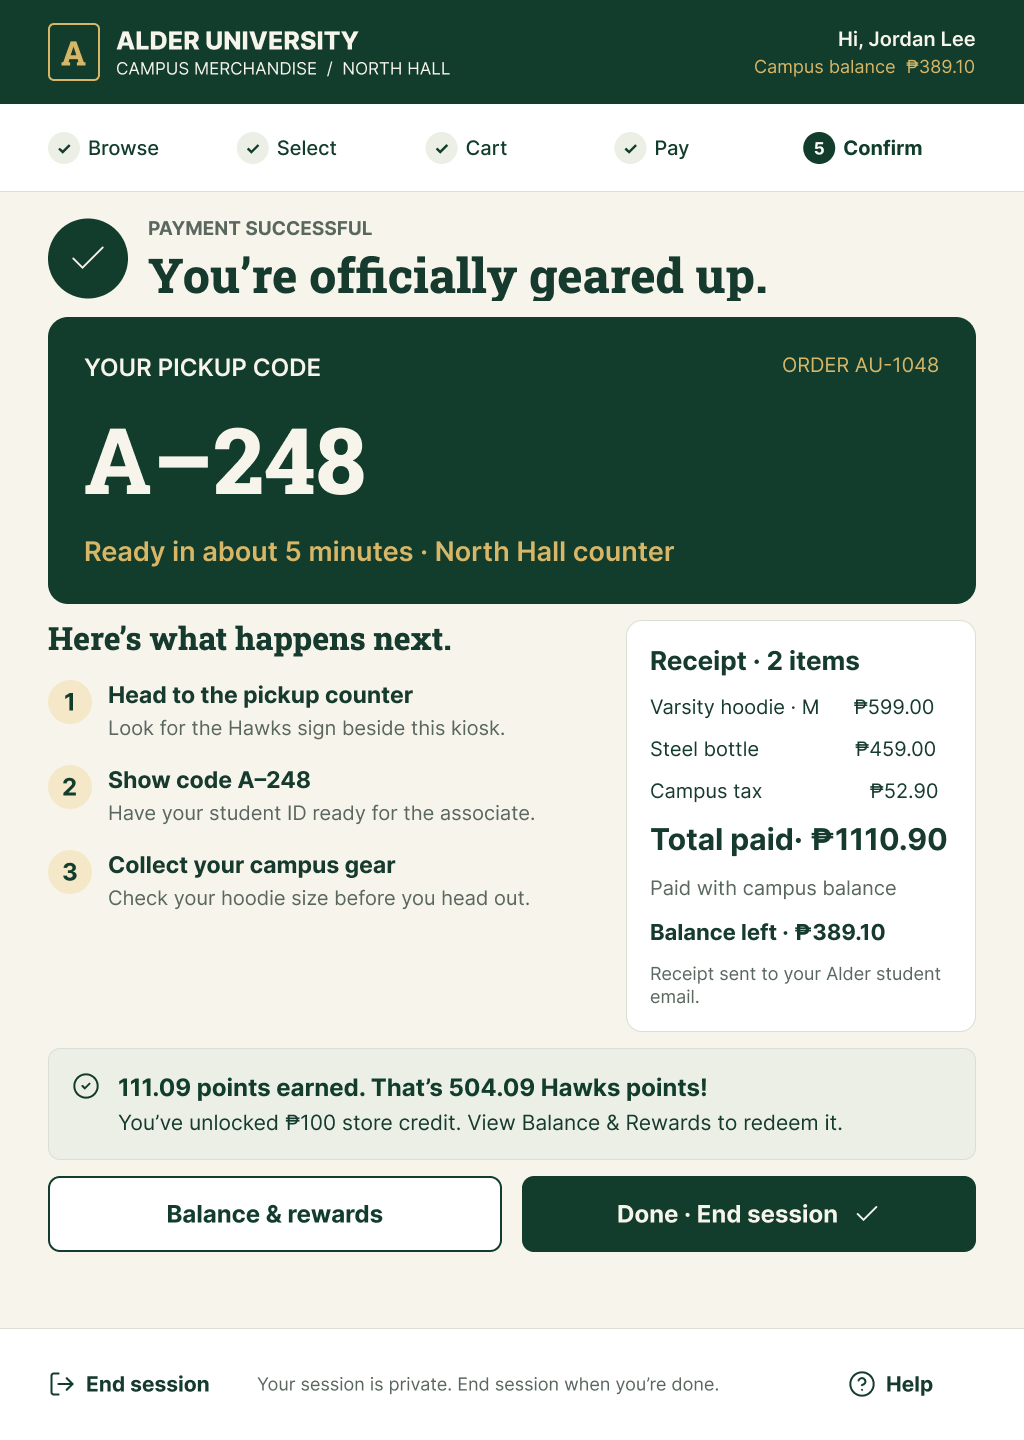 A
ALDER UNIVERSITY
CAMPUS MERCHANDISE / NORTH HALL
Hi, Jordan Lee
Campus balance ₱389.10
Browse
Select
Cart
Pay
5 Confirm
PAYMENT SUCCESSFUL
You’re officially geared up.
YOUR PICKUP CODE
ORDER AU-1048
A–248
Ready in about 5 minutes · North Hall counter
Here’s what happens next.
1 Head to the pickup counter
Look for the Hawks sign beside this kiosk.
2 Show code A–248
Have your student ID ready for the associate.
3 Collect your campus gear
Check your hoodie size before you head out.
Receipt · 2 items
Varsity hoodie · M ₱599.00
Steel bottle ₱459.00
Campus tax ₱52.90
Total paid· ₱1110.90
Paid with campus balance
Balance left · ₱389.10
Receipt sent to your Alder student
email.
111.09 points earned. That’s 504.09 Hawks points!
You’ve unlocked ₱100 store credit. View Balance & Rewards to redeem it.
Balance & rewards
Done · End session
End session
Your session is private. End session when you’re done.
Help